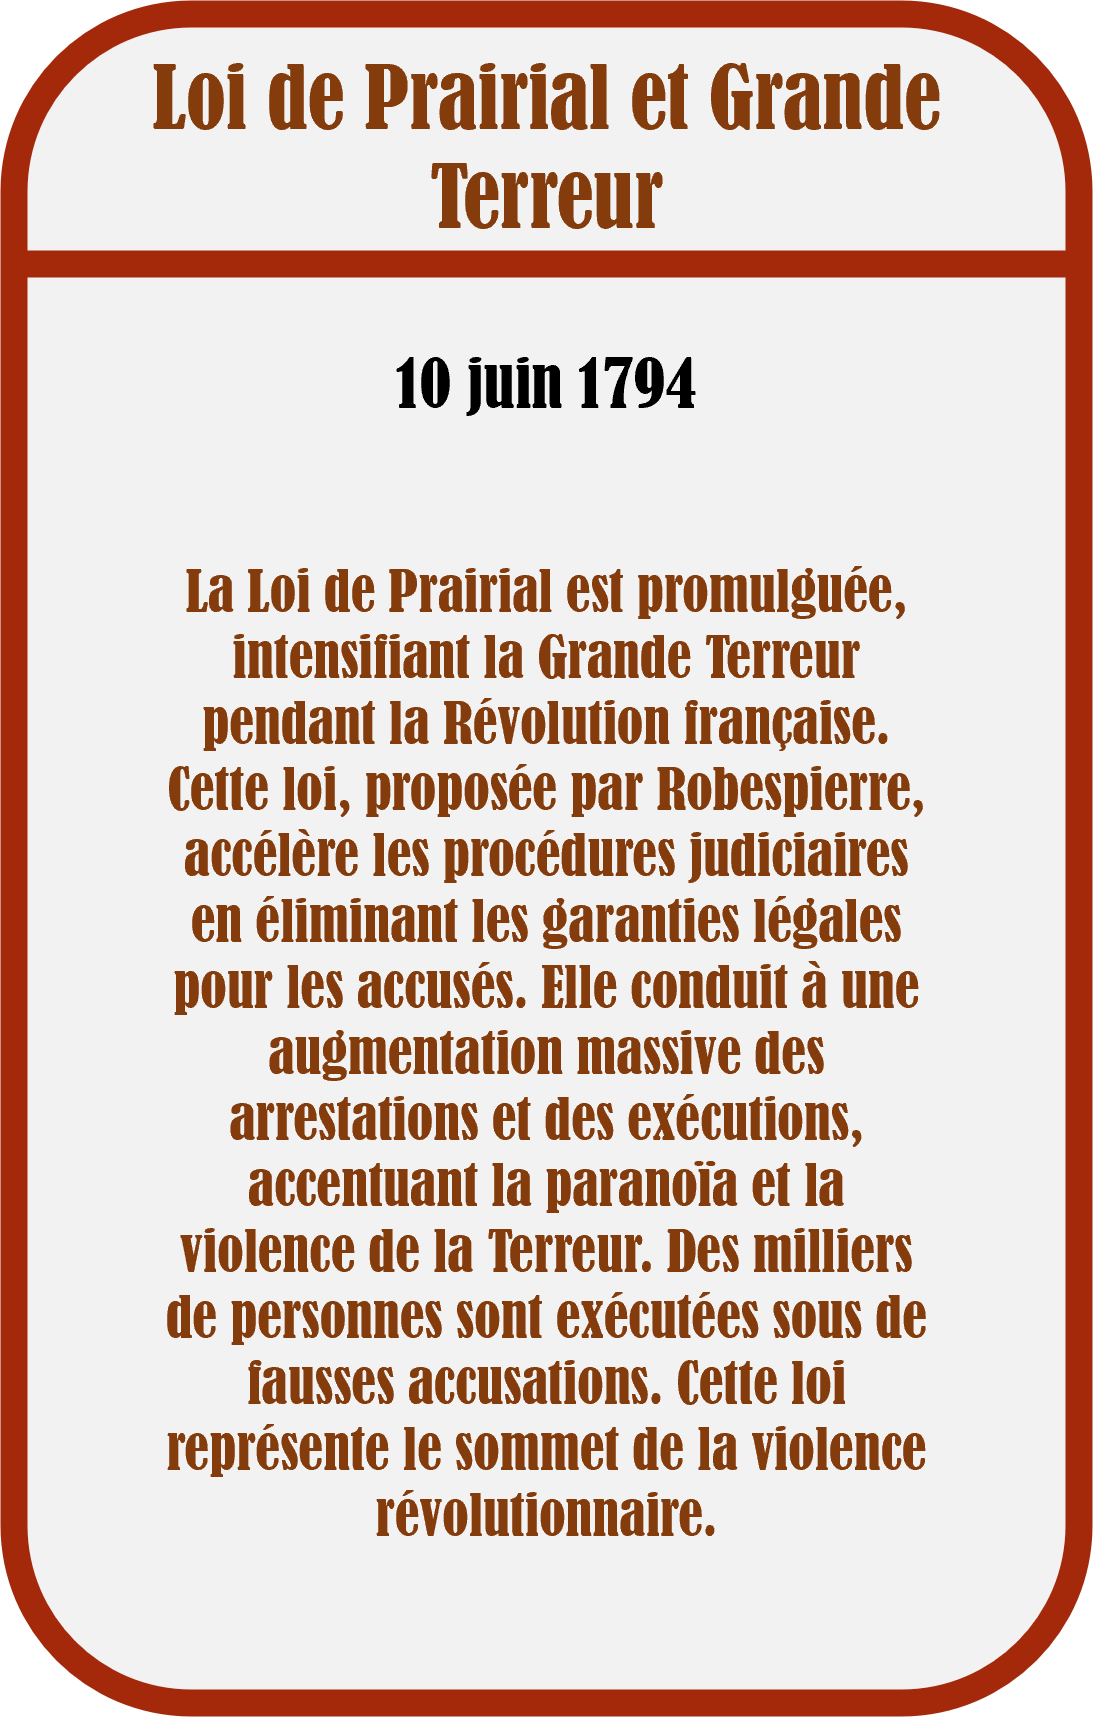 Loi de Prairial et Grande
Terreur
10 juin 1794
La Loi de Prairial est promulguée,
intensifiant la Grande Terreur
pendant la Révolution française.
Cette loi, proposée par Robespierre,
accélère les procédures judiciaires
en éliminant les garanties légales
pour les accusés. Elle conduit à une
augmentation massive des
arrestations et des exécutions,
accentuant la paranoïa et la
violence de la Terreur. Des milliers
de personnes sont exécutées sous de
fausses accusations. Cette loi
représente le sommet de la violence
révolutionnaire.